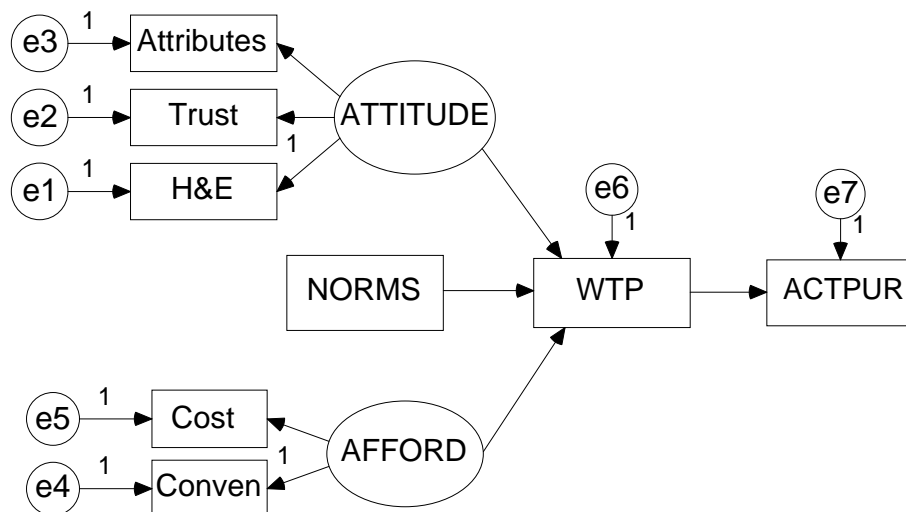 e3
1
Attributes
e2
1
Trust
ATTITUDE
1
e1
1
H&E
e6
1
e7
1
NORMS
WTP
ACTPUR
e5
1
Cost
AFFORD
1
e4
1
Conven